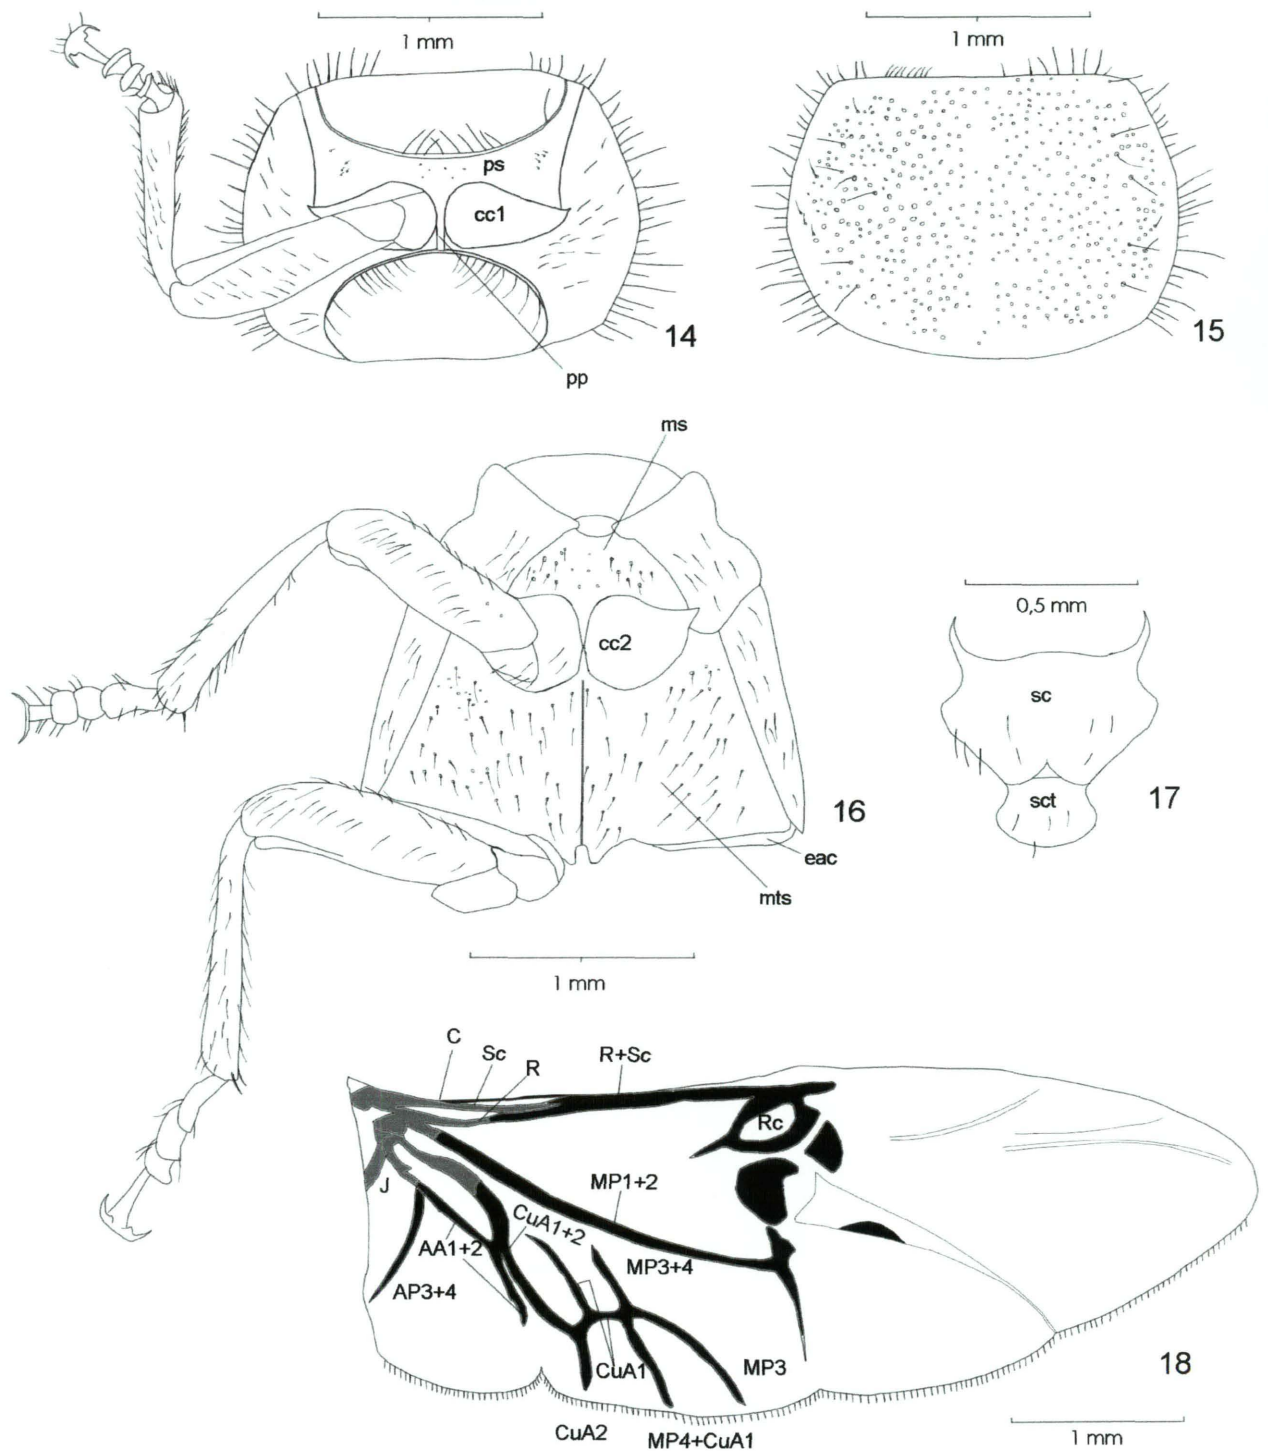 1 mm
1 mm
ps
cc1
14
15
pp
ms
cc2
0,5 mm
sc
sct
16
17
eac
mts
1 mm
C
Sc
R
R+Sc
Rc
J
MP1+2
CuA1+2
AA1+2
MP3+4
AP3+4
CuA1
MP3
18
CuA2
MP4+CuA1
1 mm